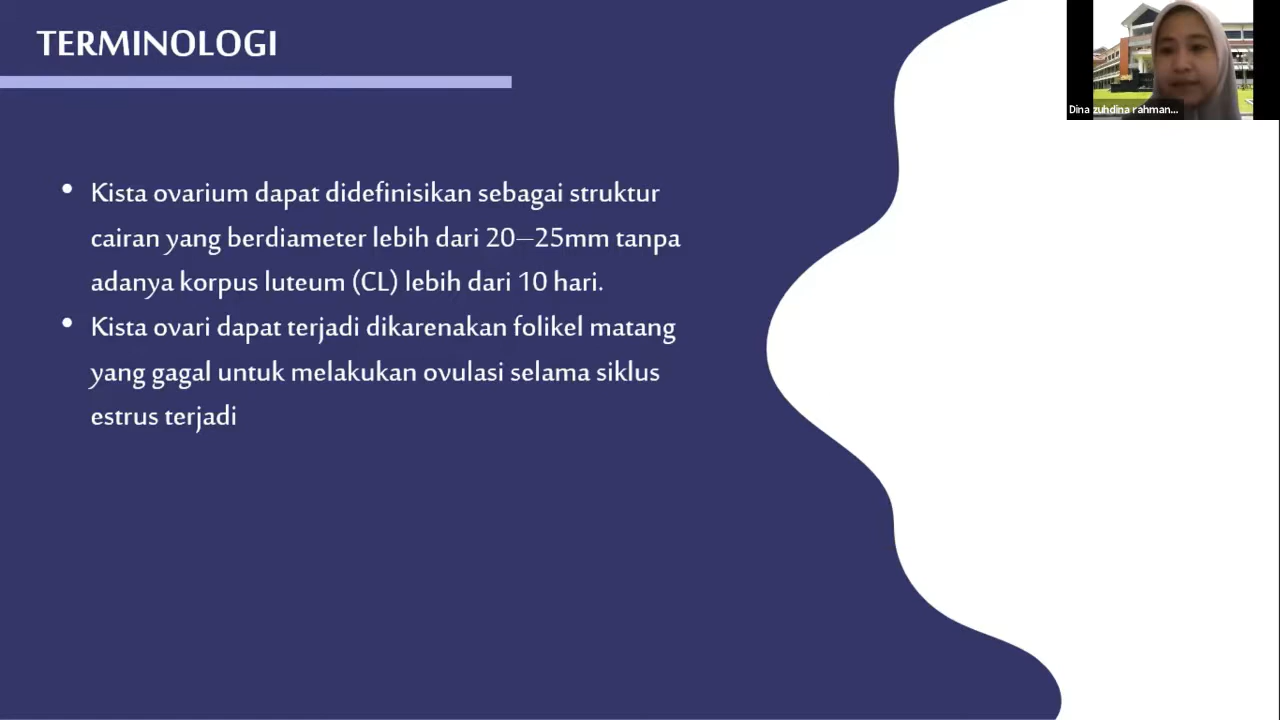 TERMINOLOGI
• Kista ovarium dapat didefinisikan sebagai struktur
cairan yang berdiameter lebih dari 20–25mm tanpa
adanya korpus luteum (CL) lebih dari 10 hari.
• Kista ovari dapat terjadi dikarenakan folikel matang
yang gagal untuk melakukan ovulasi selama siklus
estrus terjadi
Dina zuhdina rahman...